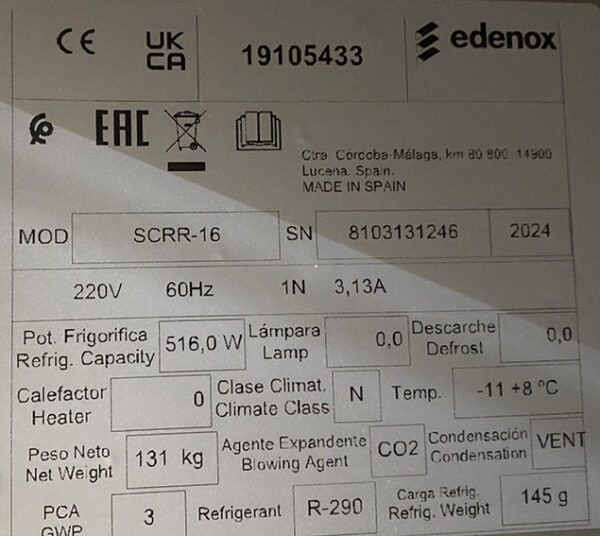 CE UK CA 19105433 edenox
EAC
Ctra. Córdoba-Málaga, km 80,800 14900
Lucena. Spain.
MADE IN SPAIN
MOD SCRR-16 SN 8103131246 2024
220V 60Hz 1N 3,13A
Pot. Frigorifica 516,0 W Lámpara 0,0 Descarche 0,0
Refrig. Capacity Lamp Defrost
Calefactor 0 Clase Climat. N Temp. -11 +8 ºC
Heater Climate Class
Peso Neto 131 kg Agente Expandente CO2 Condensación VENT
Net Weight Blowing Agent Condensation
PCA 3 Refrigerant R-290 Carga Refrig. 145 g
GWP Refrig. Weight